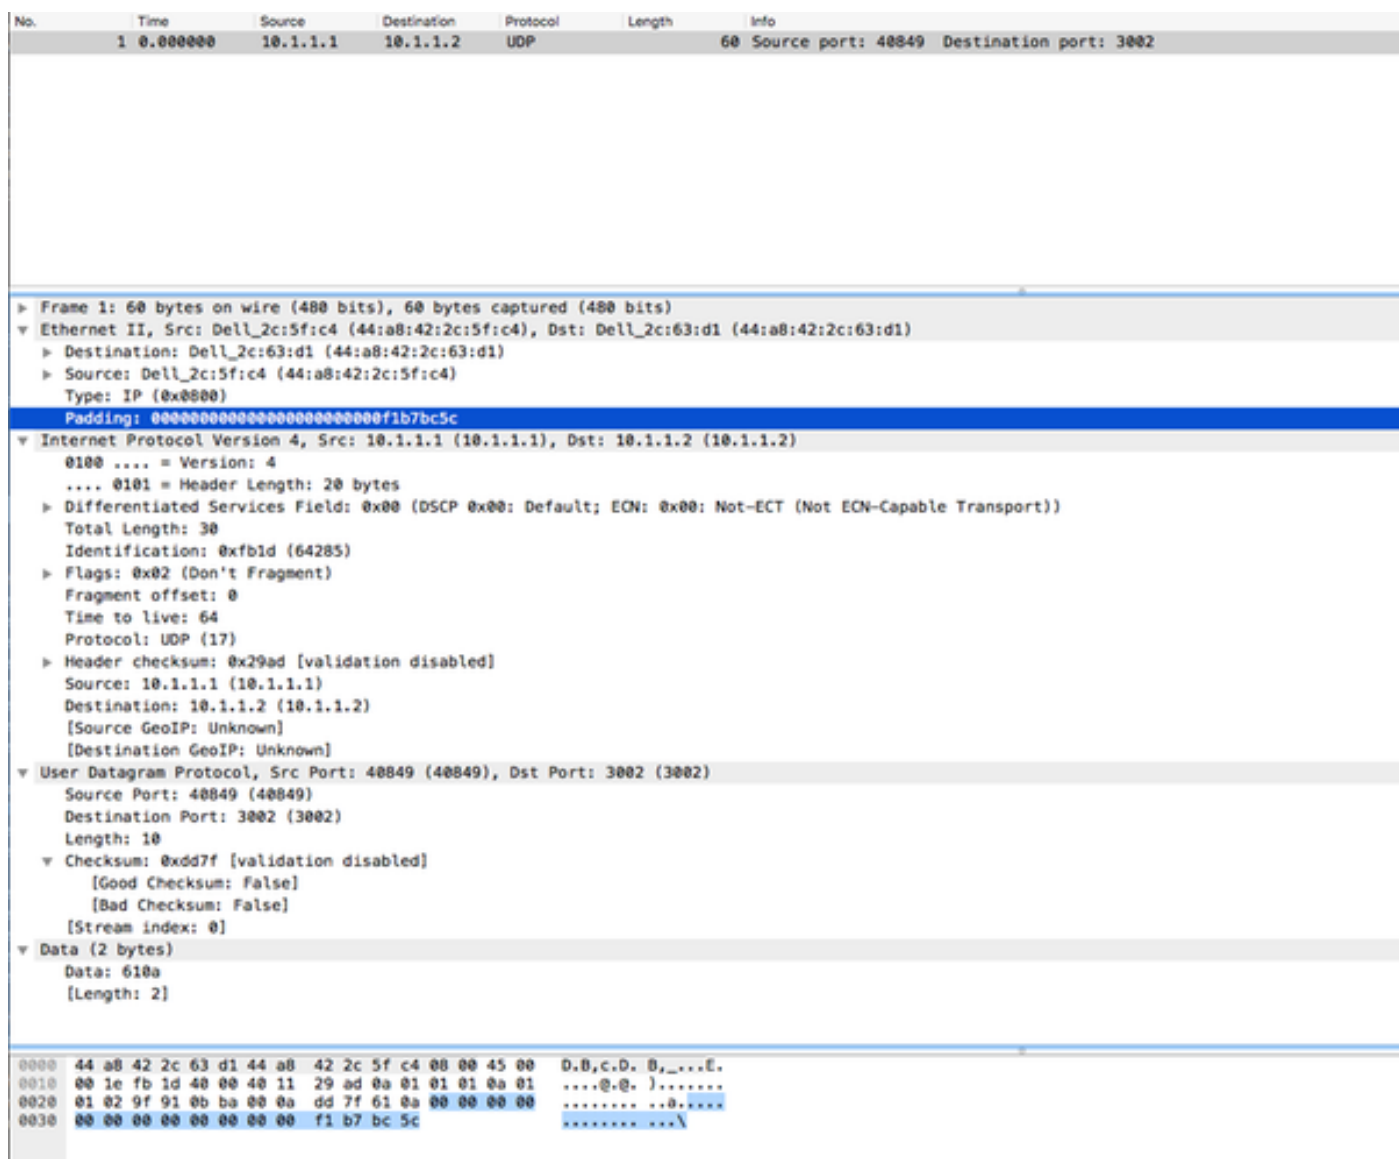 No. Time Source Destination Protocol Length Info
1 0.000000 10.1.1.1 10.1.1.2 UDP 60 Source port: 40849 Destination port: 3002
Frame 1: 60 bytes on wire (480 bits), 60 bytes captured (480 bits)
Ethernet II, Src: Dell_2c:5f:c4 (44:a8:42:2c:5f:c4), Dst: Dell_2c:63:d1 (44:a8:42:2c:63:d1)
Destination: Dell_2c:63:d1 (44:a8:42:2c:63:d1)
Source: Dell_2c:5f:c4 (44:a8:42:2c:5f:c4)
Type: IP (0x0800)
Padding: 000000000000000000000000f1b7bc5c
Internet Protocol Version 4, Src: 10.1.1.1 (10.1.1.1), Dst: 10.1.1.2 (10.1.1.2)
0100 .... = Version: 4
.... 0101 = Header Length: 20 bytes
Differentiated Services Field: 0x00 (DSCP 0x00: Default; ECN: 0x00: Not-ECT (Not ECN-Capable Transport))
Total Length: 30
Identification: 0xfb1d (64285)
Flags: 0x02 (Don't Fragment)
Fragment offset: 0
Time to live: 64
Protocol: UDP (17)
Header checksum: 0x29ad [validation disabled]
Source: 10.1.1.1 (10.1.1.1)
Destination: 10.1.1.2 (10.1.1.2)
[Source GeoIP: Unknown]
[Destination GeoIP: Unknown]
User Datagram Protocol, Src Port: 40849 (40849), Dst Port: 3002 (3002)
Source Port: 40849 (40849)
Destination Port: 3002 (3002)
Length: 10
Checksum: 0xdd7f [validation disabled]
[Good Checksum: False]
[Bad Checksum: False]
[Stream index: 0]
Data (2 bytes)
Data: 610a
[Length: 2]
0000 44 a8 42 2c 63 d1 44 a8 42 2c 5f c4 08 00 45 00 D.B,c.D. B,_...E.
0010 00 1e fb 1d 40 00 40 11 29 ad 0a 01 01 01 0a 01 ....@.@. ).......
0020 01 02 9f 91 0b ba 00 0a dd 7f 61 0a 00 00 00 00 ........ ..a.....
0030 00 00 00 00 00 00 00 00 f1 b7 bc 5c ........ ...\